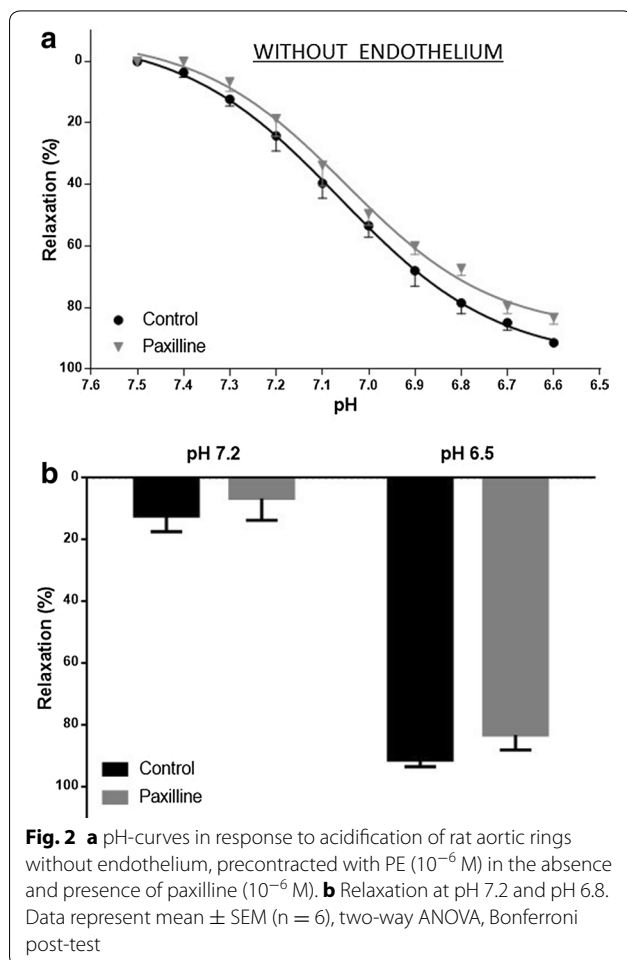 a
WITHOUT ENDOTHELIUM
0
20
40
60
80
100
Relaxation (%)
Control
Paxilline
7.6 7.5 7.4 7.3 7.2 7.1 7.0 6.9 6.8 6.7 6.6 6.5
pH
b
pH 7.2 pH 6.5
0
20
40
60
80
100
Relaxation (%)
Control
Paxilline
Fig. 2 a pH-curves in response to acidification of rat aortic rings
without endothelium, precontracted with PE (10⁻⁶ M) in the absence
and presence of paxilline (10⁻⁶ M). b Relaxation at pH 7.2 and pH 6.8.
Data represent mean ± SEM (n = 6), two-way ANOVA, Bonferroni
post-test